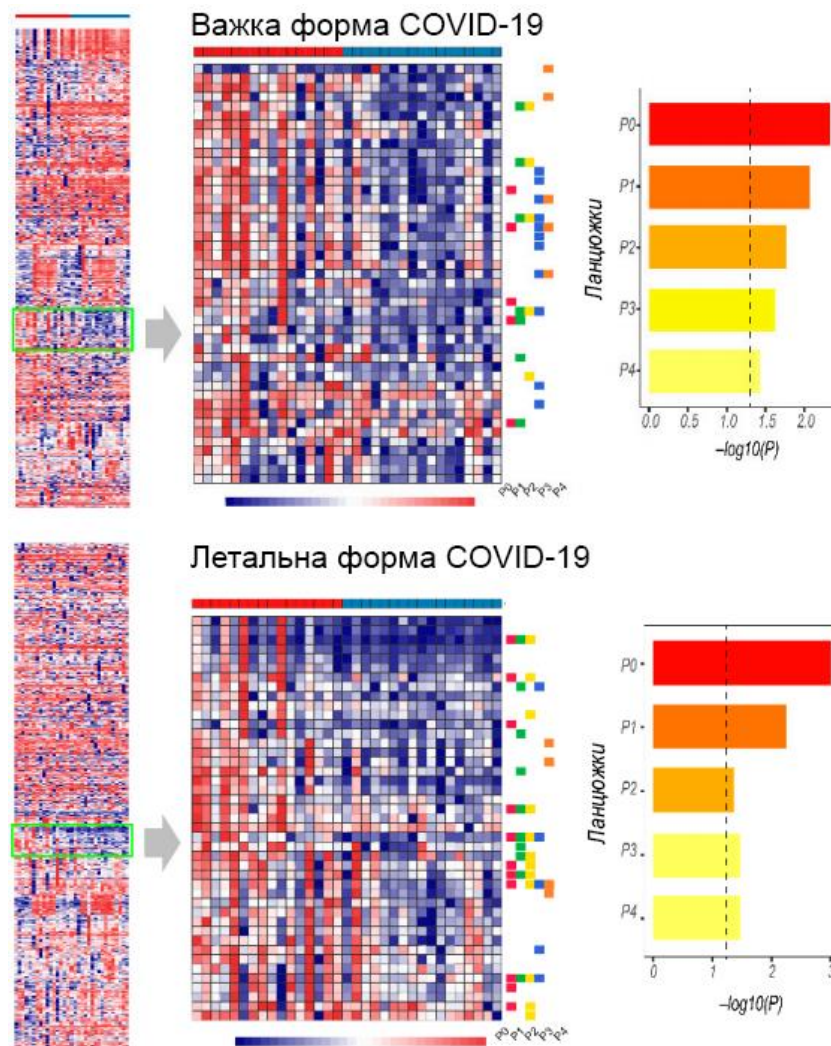 Важка форма COVID-19
P0
P1
P2
P3
P4
Ланцюжки
0.0 0.5 1.0 1.5 2.0
–log10(P)
P0 P1 P2 P3 P4
Летальна форма COVID-19
P0
P1
P2
P3
P4
Ланцюжки
0 1 2 3
–log10(P)
P0 P1 P2 P3 P4